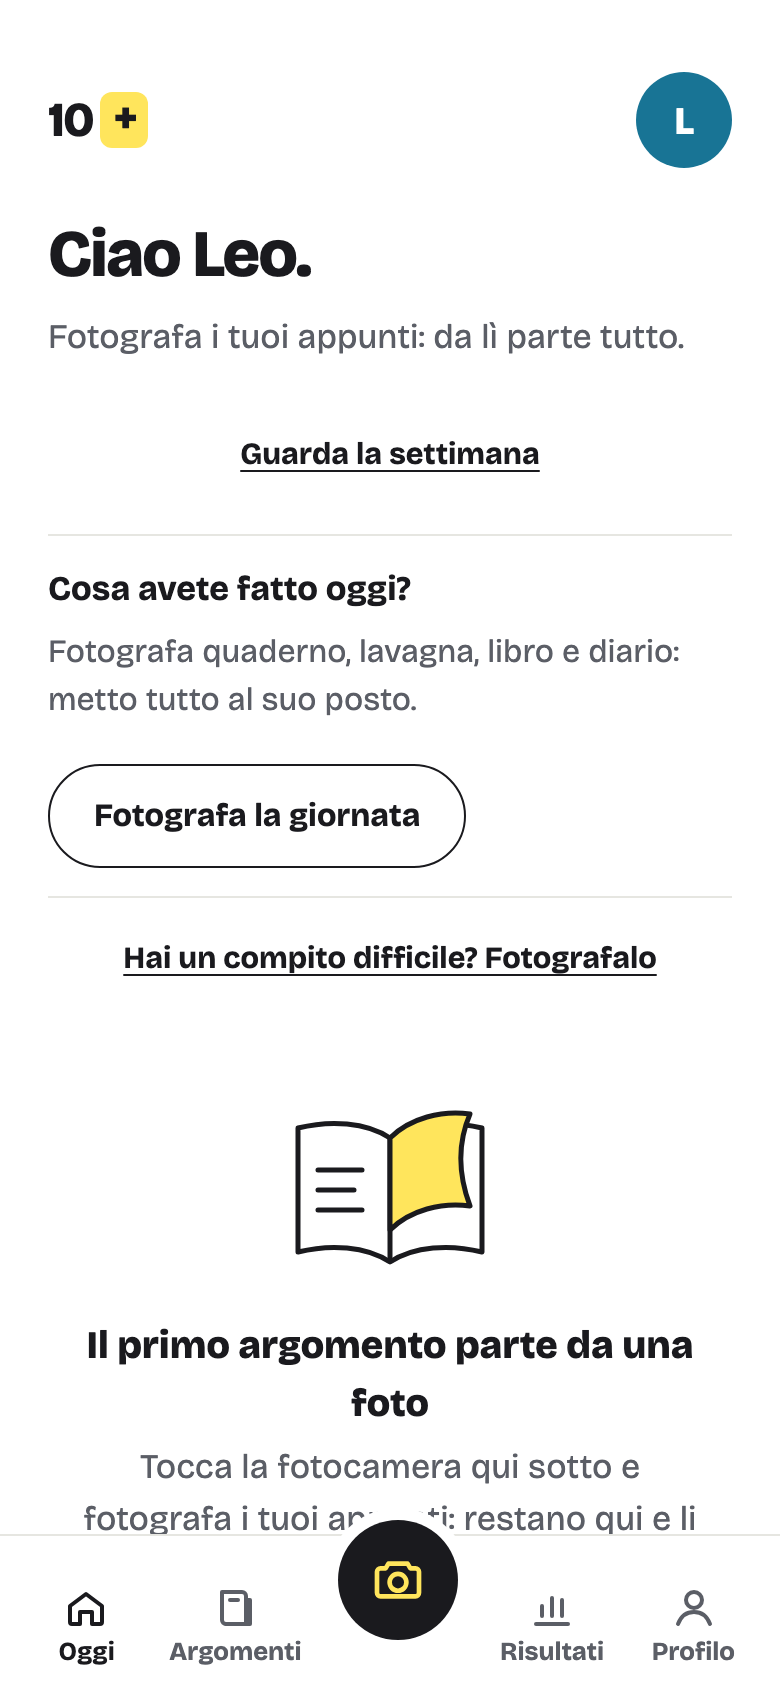 10 +
L
Ciao Leo.
Fotografa i tuoi appunti: da lì parte tutto.
Guarda la settimana
Cosa avete fatto oggi?
Fotografa quaderno, lavagna, libro e diario:
metto tutto al suo posto.
Fotografa la giornata
Hai un compito difficile? Fotografalo
Il primo argomento parte da una
foto
Tocca la fotocamera qui sotto e
fotografa i tuoi restano qui e li
Oggi
Argomenti
Risultati
Profilo